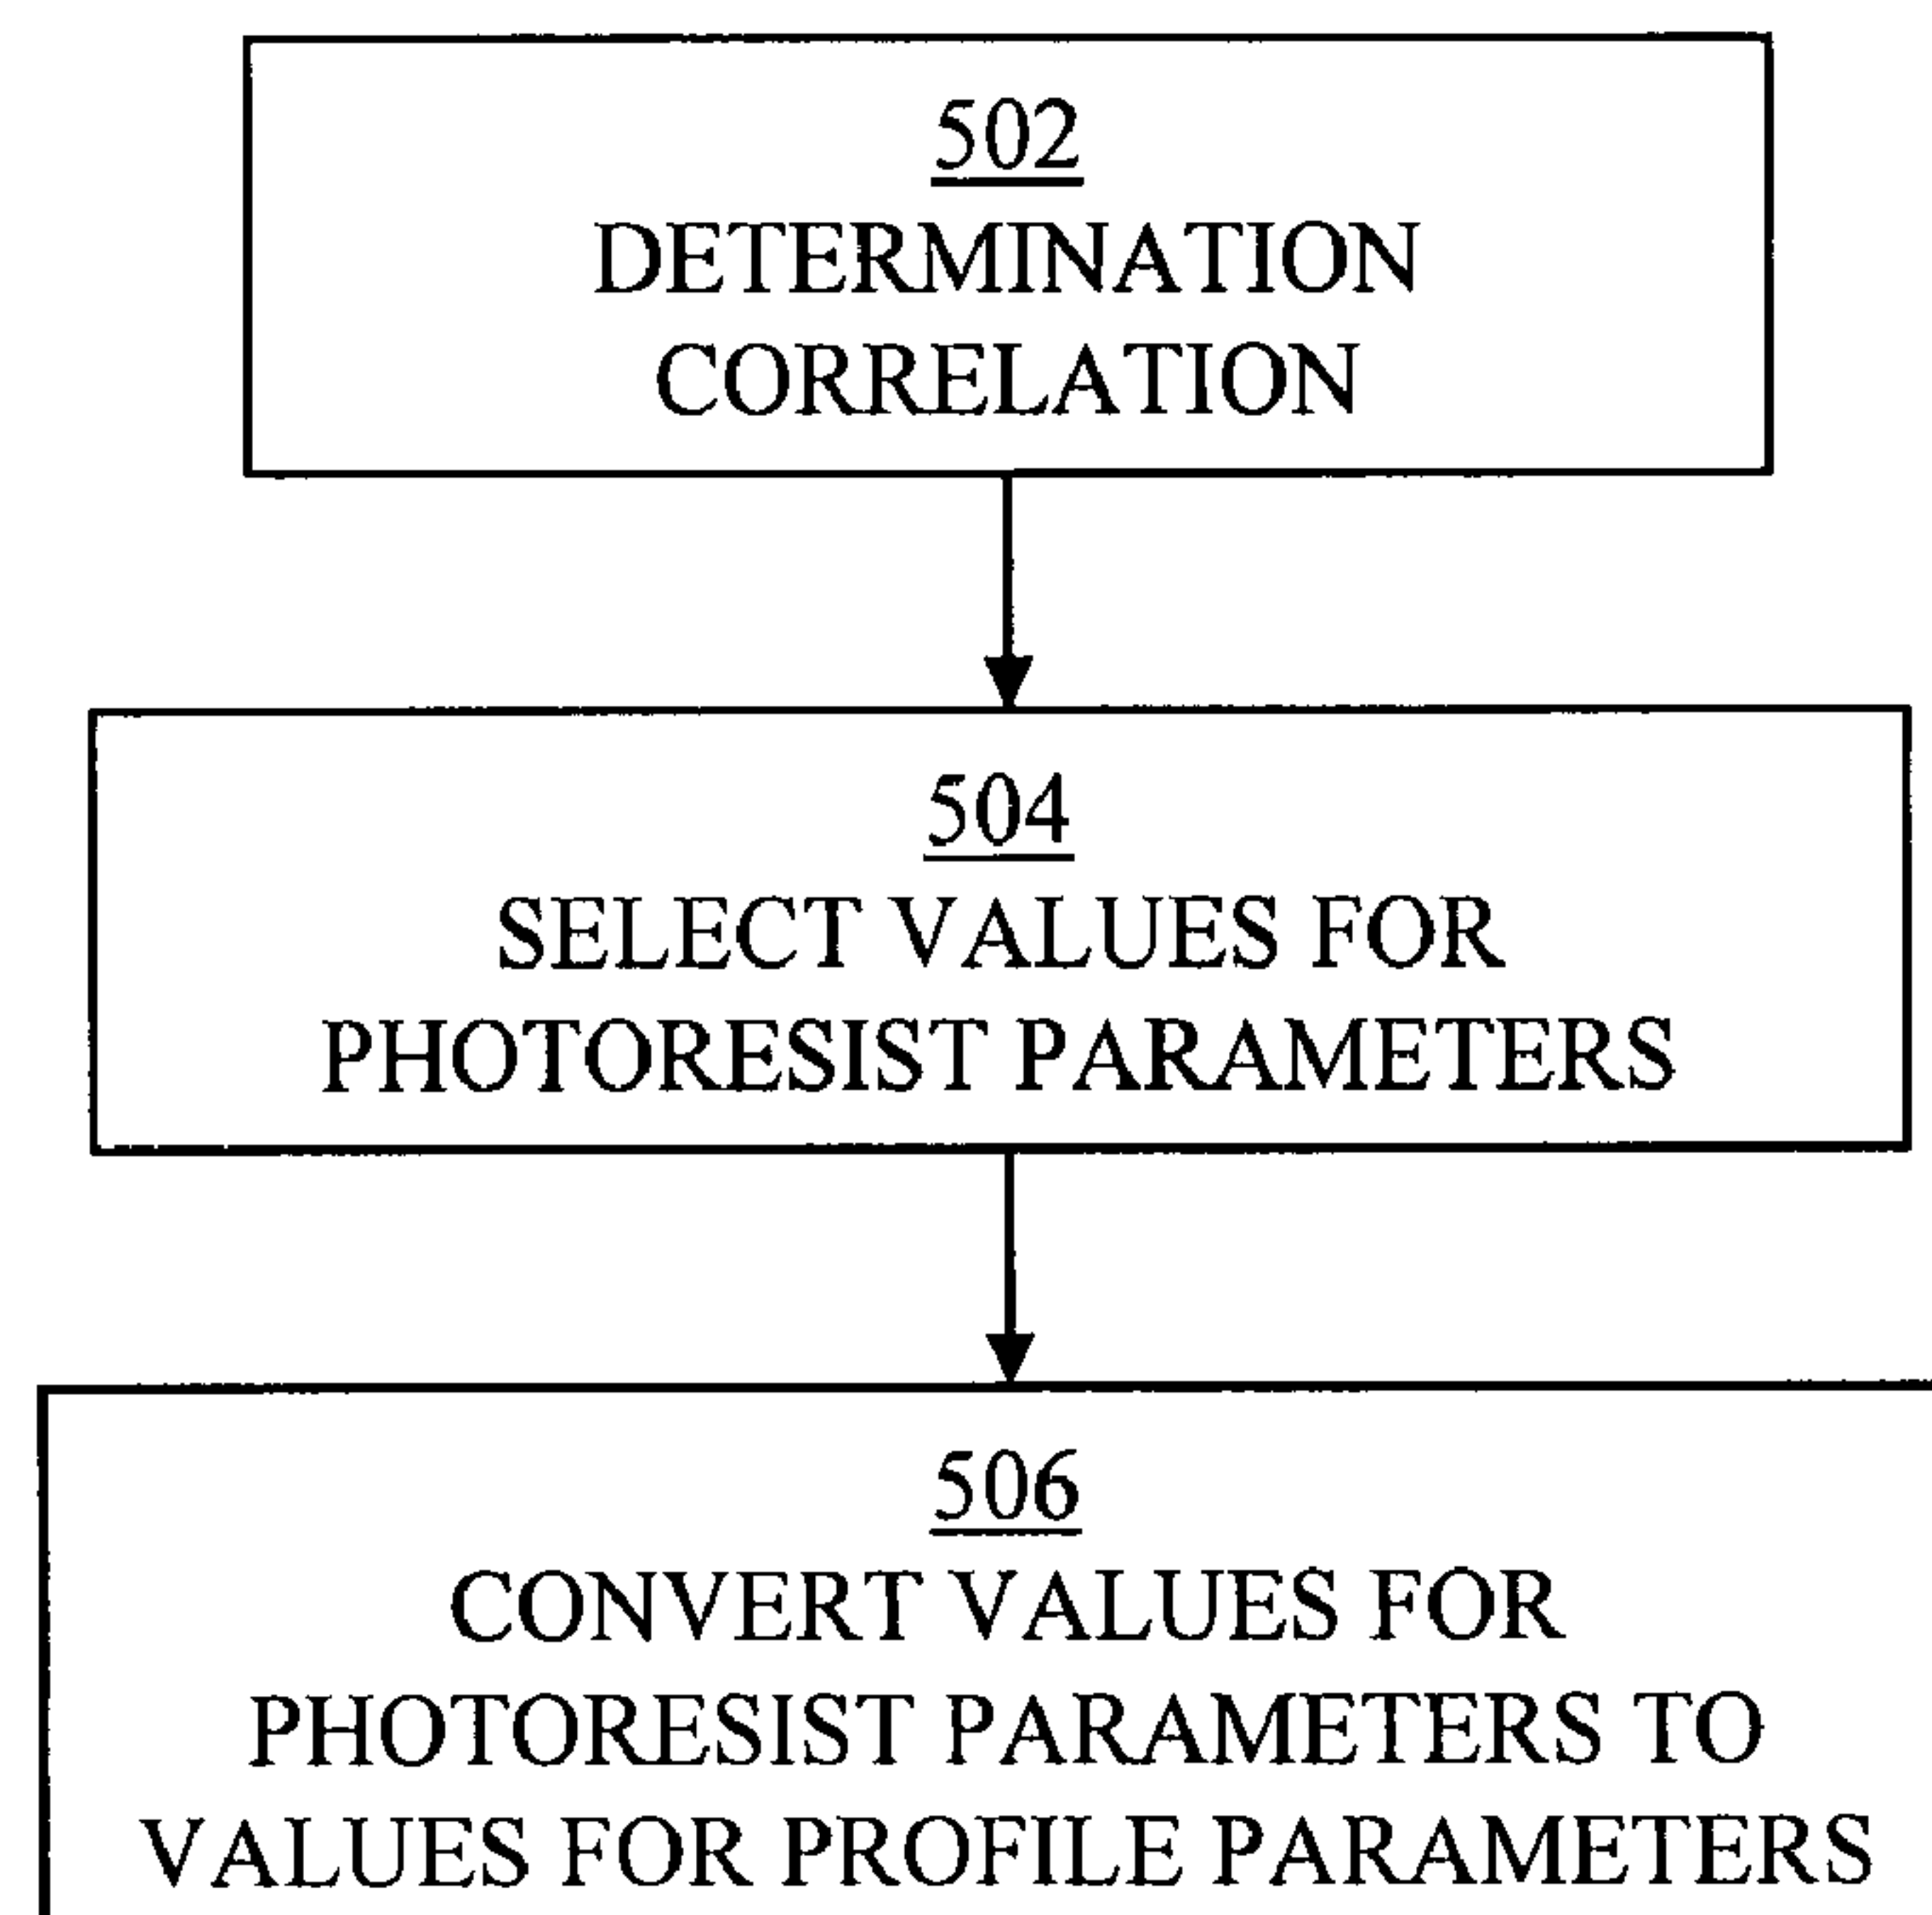 502
DETERMINATION
CORRELATION
504
SELECT VALUES FOR
PHOTORESIST PARAMETERS
506
CONVERT VALUES FOR
PHOTORESIST PARAMETERS TO
VALUES FOR PROFILE PARAMETERS